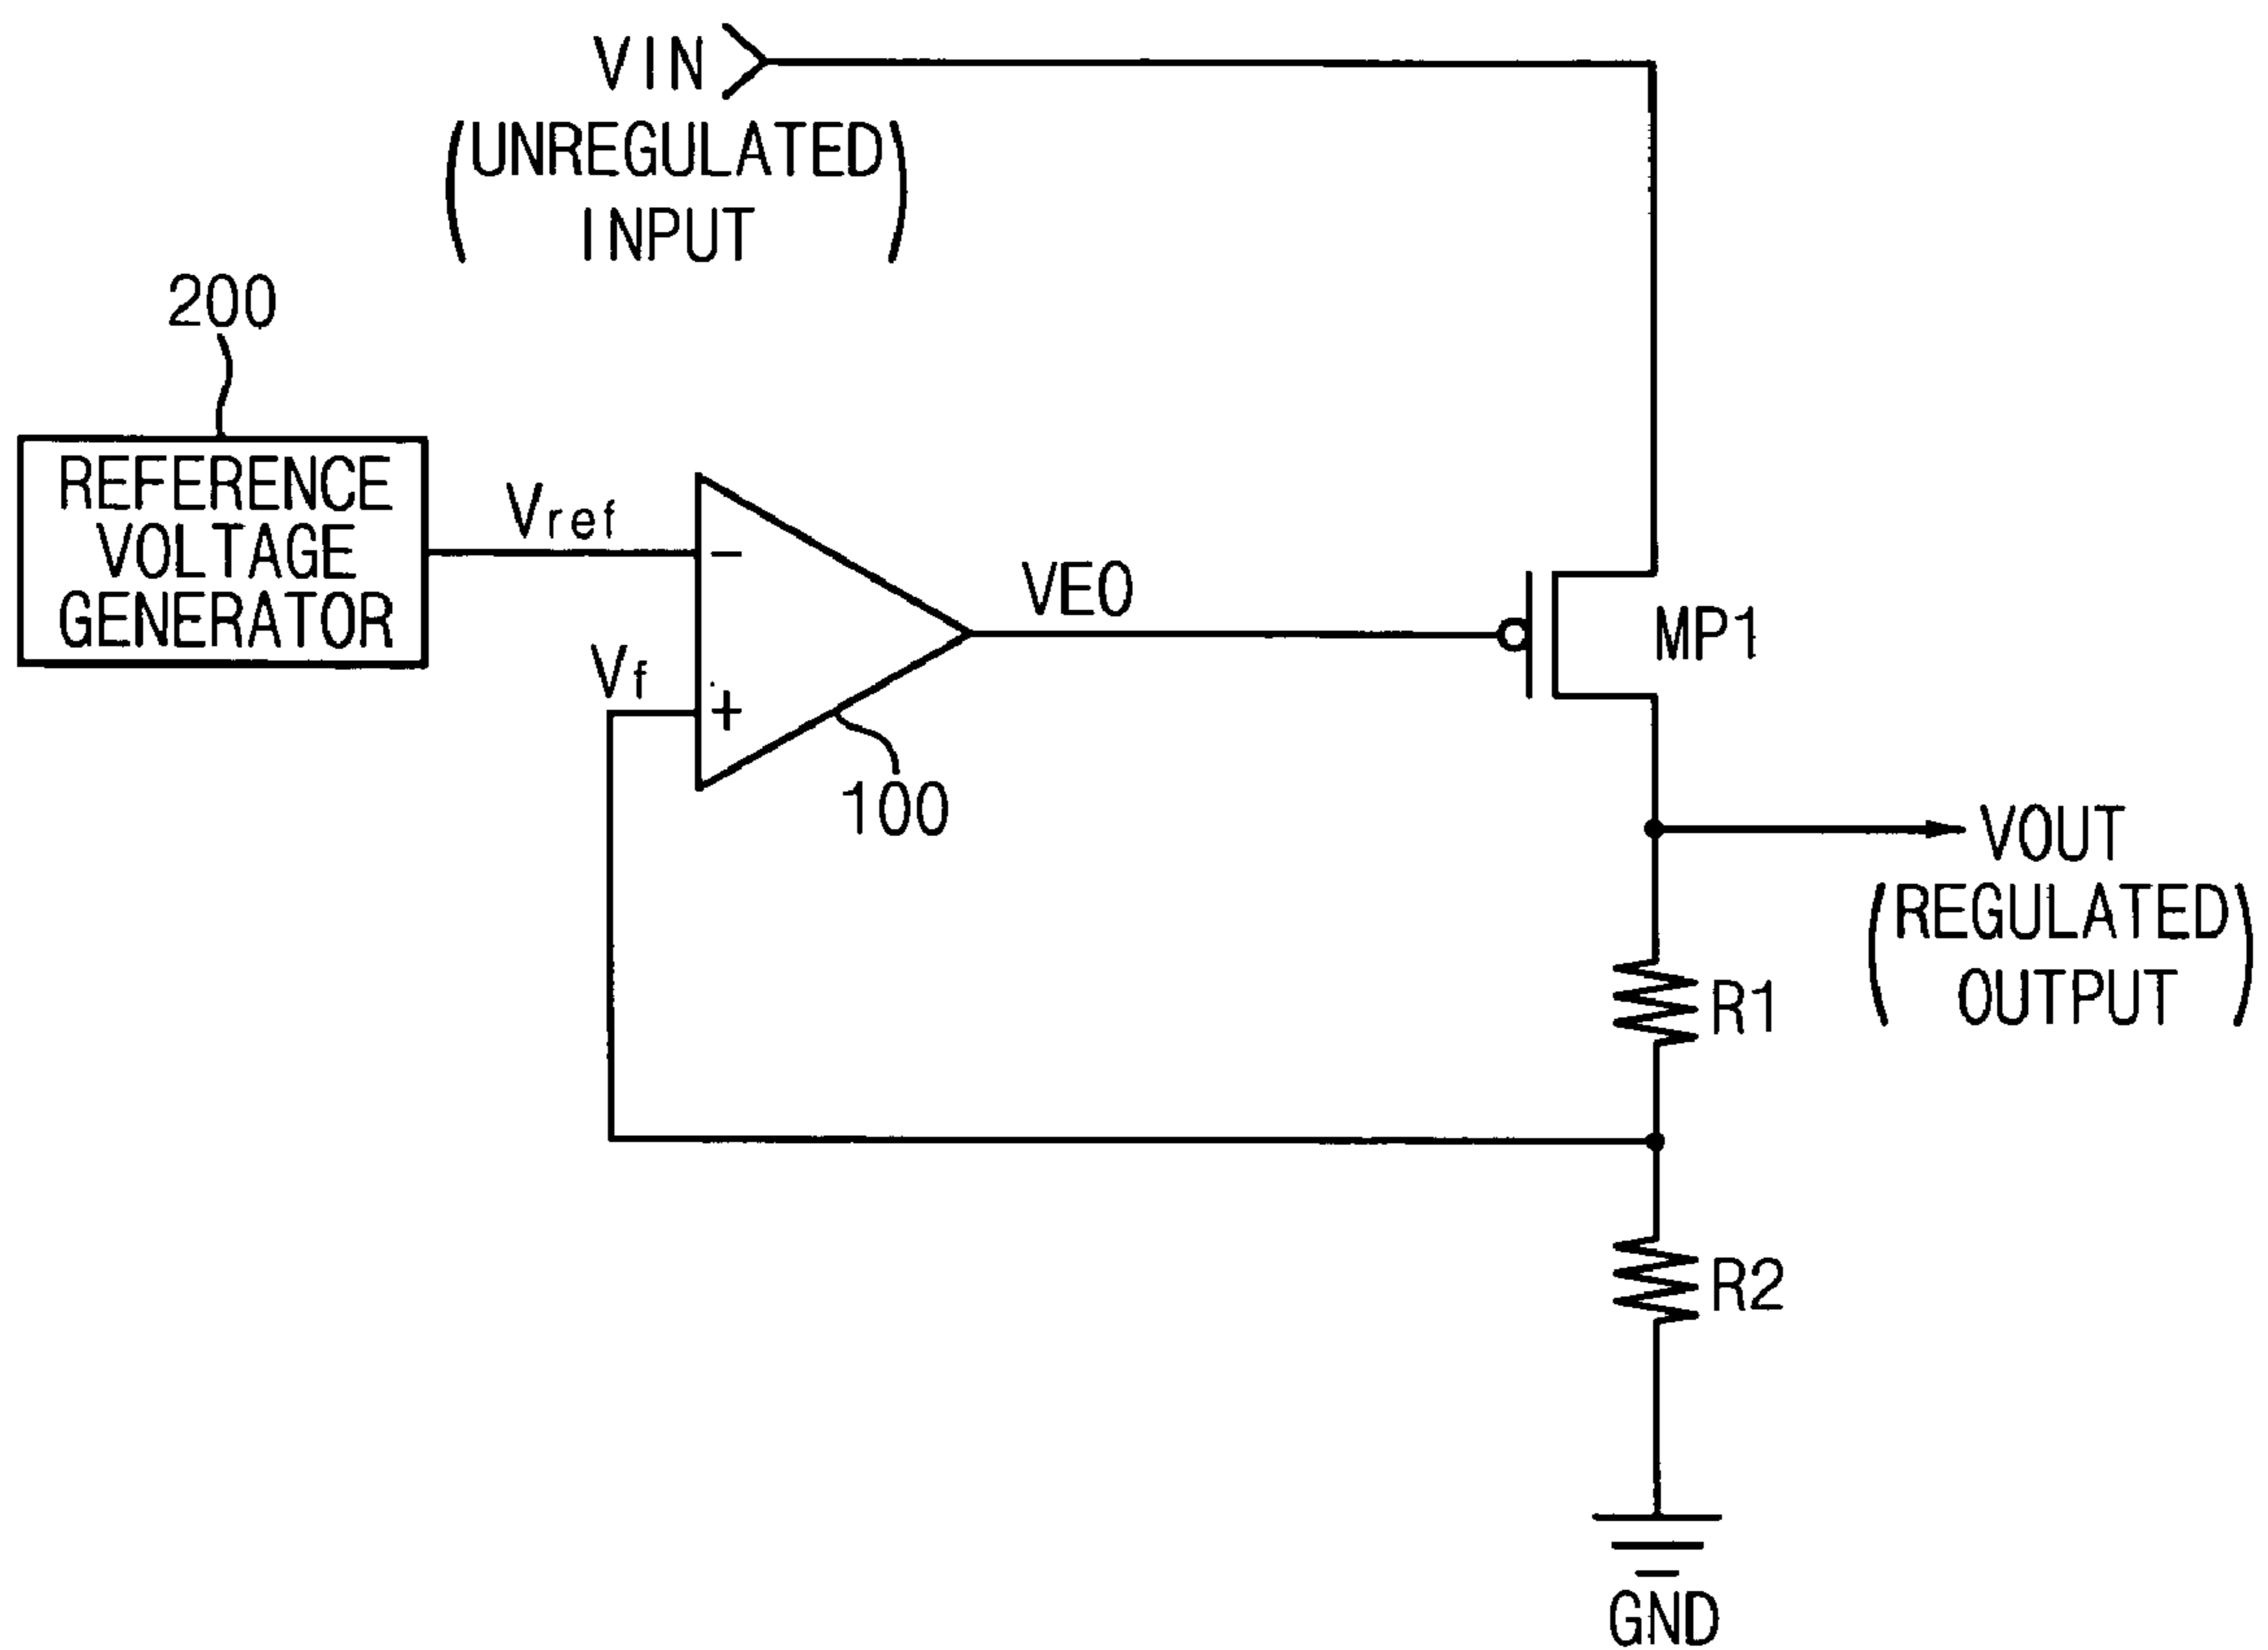 VIN
(UNREGULATED
INPUT)
200
REFERENCE
VOLTAGE
GENERATOR
Vref
-
Vf
+
VEO
100
MP1
VOUT
(REGULATED
OUTPUT)
R1
R2
GND